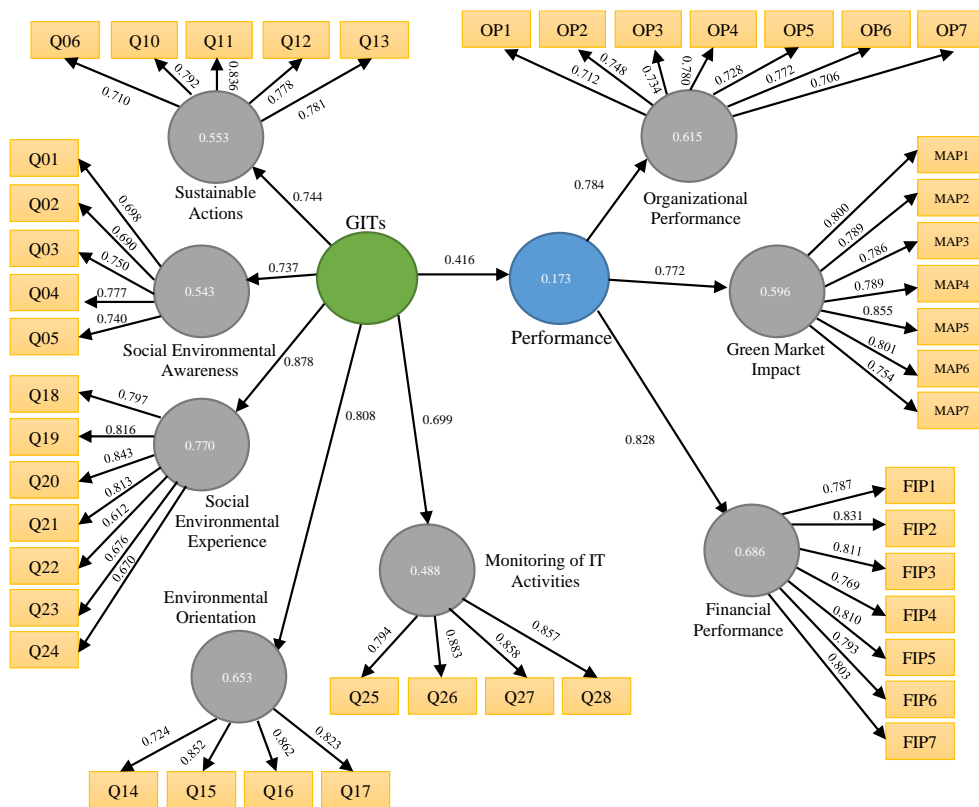 Q06
Q10
Q11
Q12
Q13
0.710
0.792
0.836
0.778
0.781
0.553
Sustainable
Actions
OP1
OP2
OP3
OP4
OP5
OP6
OP7
0.712
0.748
0.734
0.780
0.728
0.772
0.706
0.615
Organizational
Performance
Q01
Q02
Q03
Q04
Q05
0.698
0.690
0.750
0.777
0.740
0.543
Social Environmental
Awareness
0.744
0.737
GITs
0.416
0.173
Performance
0.784
0.772
0.828
MAP1
MAP2
MAP3
MAP4
MAP5
MAP6
MAP7
0.800
0.789
0.786
0.789
0.855
0.801
0.754
0.596
Green Market
Impact
0.878
0.808
0.699
Q18
Q19
Q20
Q21
Q22
Q23
Q24
0.797
0.816
0.843
0.813
0.612
0.676
0.670
0.770
Social
Environmental
Experience
Environmental
Orientation
0.653
0.724
0.852
0.862
0.823
Q14
Q15
Q16
Q17
0.488
Monitoring of IT
Activities
0.794
0.883
0.858
0.857
Q25
Q26
Q27
Q28
0.686
Financial
Performance
0.787
0.831
0.811
0.769
0.810
0.793
0.803
FIP1
FIP2
FIP3
FIP4
FIP5
FIP6
FIP7